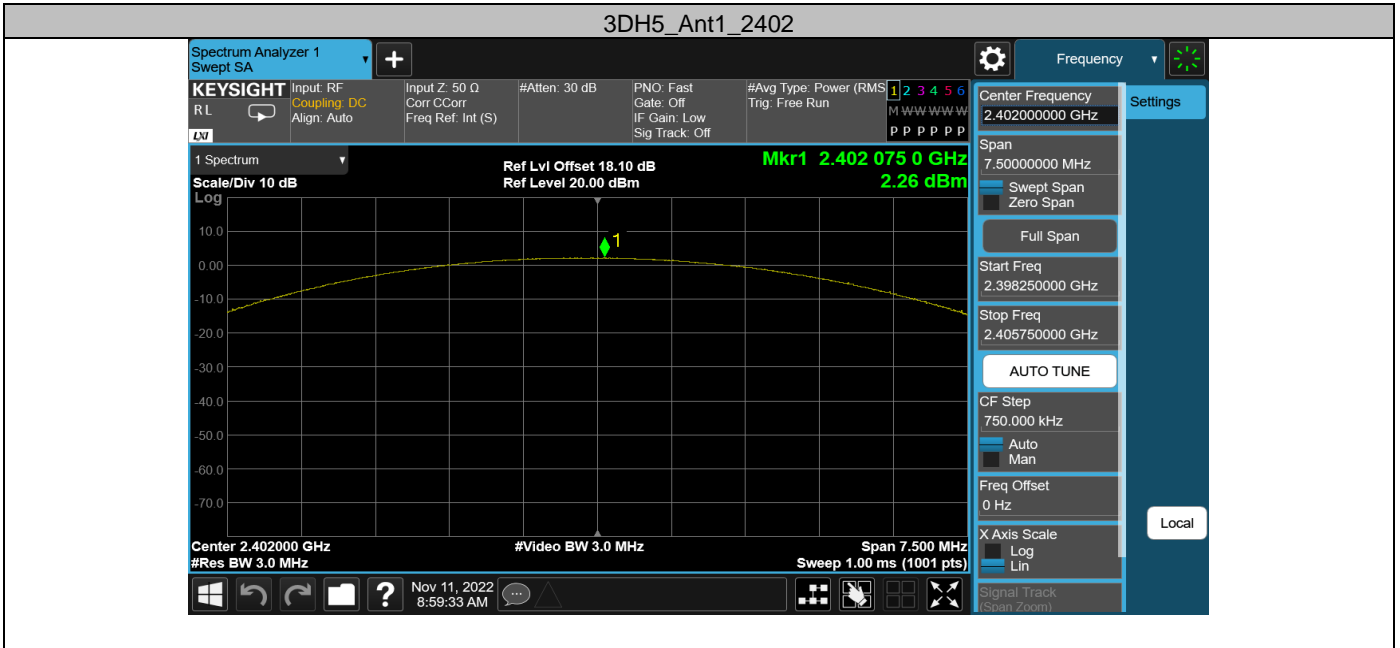 3DH5_Ant1_2402
Spectrum Analyzer 1
Swept SA
+
Frequency
KEYSIGHT
R L
LXI
Input: RF
Coupling: DC
Align: Auto
Input Z: 50 Ω
Corr CCorr
Freq Ref: Int (S)
#Atten: 30 dB
PNO: Fast
Gate: Off
IF Gain: Low
Sig Track: Off
#Avg Type: Power (RMS
Trig: Free Run
1 2 3 4 5 6
M W W W W W
P P P P P P
1 Spectrum
Scale/Div 10 dB
Log
Ref Lvl Offset 18.10 dB
Ref Level 20.00 dBm
Mkr1 2.402 075 0 GHz
2.26 dBm
1
10.0
0.00
-10.0
-20.0
-30.0
-40.0
-50.0
-60.0
-70.0
Center 2.402000 GHz
#Res BW 3.0 MHz
#Video BW 3.0 MHz
Span 7.500 MHz
Sweep 1.00 ms (1001 pts)
Center Frequency
2.402000000 GHz
Span
7.50000000 MHz
Swept Span
Zero Span
Full Span
Start Freq
2.398250000 GHz
Stop Freq
2.405750000 GHz
AUTO TUNE
CF Step
750.000 kHz
Auto
Man
Freq Offset
0 Hz
X Axis Scale
Log
Lin
Signal Track
(Span Zoom)
Settings
Local
?
Nov 11, 2022
8:59:33 AM